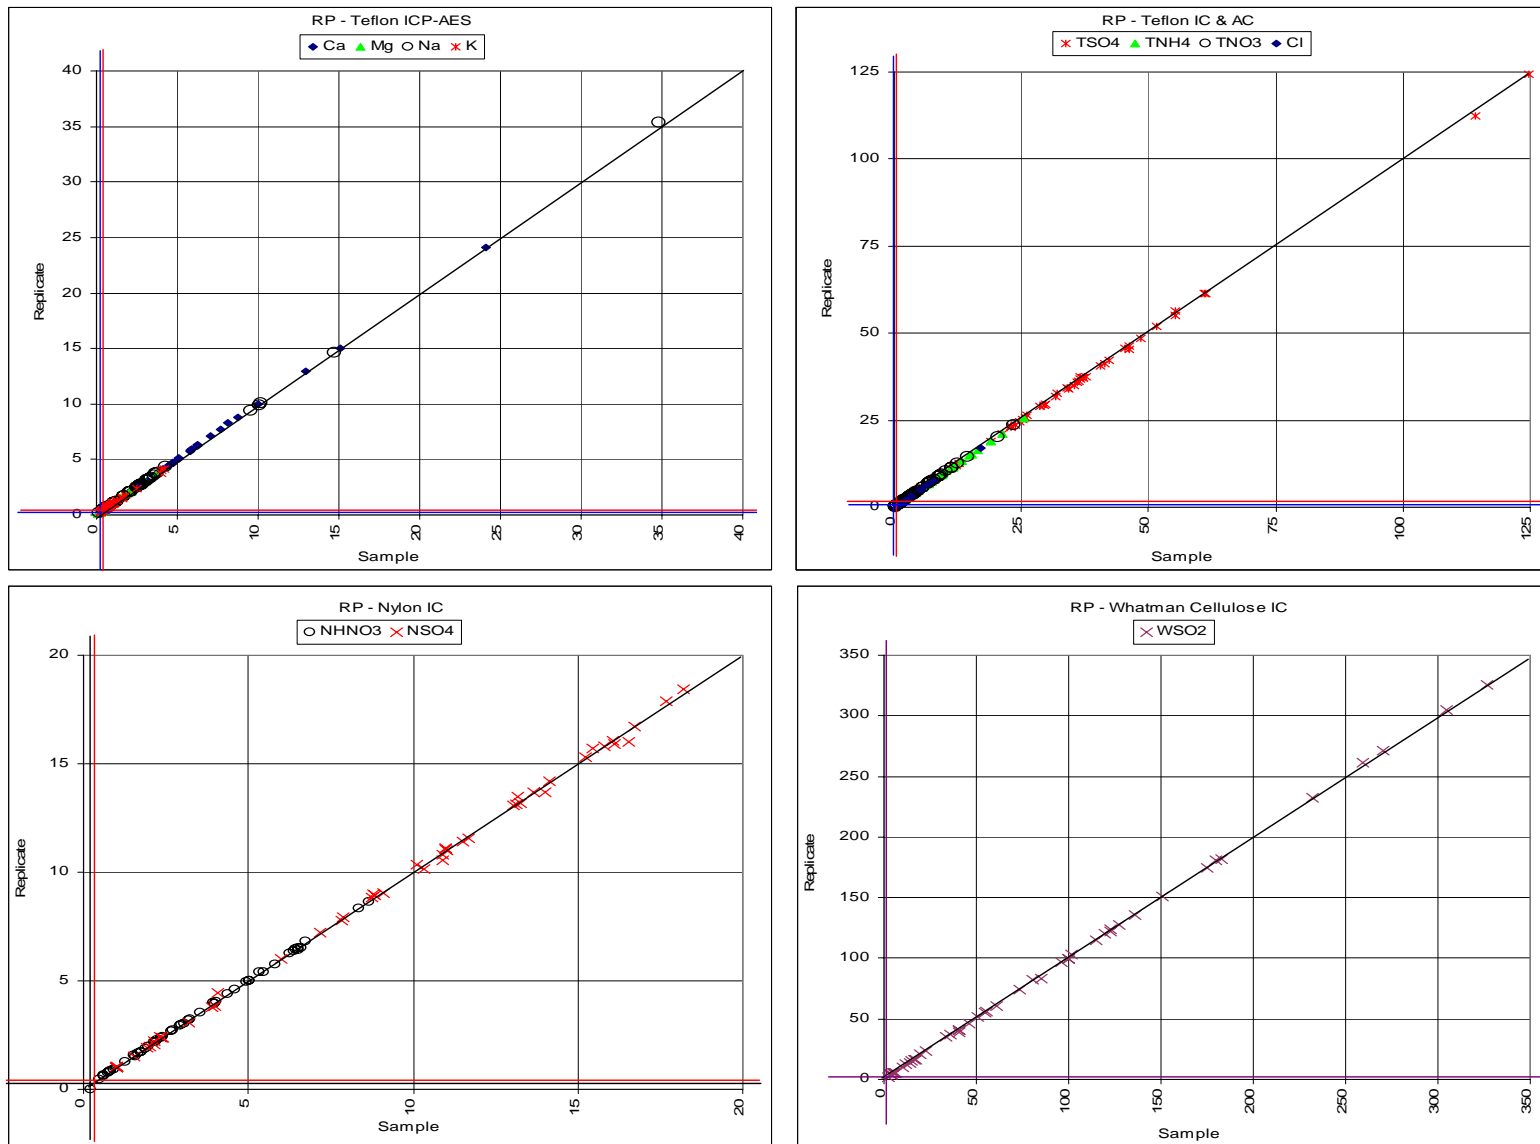 RP - Teflon ICP-AES
Ca Mg Na K
40
35
30
25
20
15
10
5
0
Replicate
0 5 10 15 20 25 30 35 40
Sample
RP - Teflon IC & AC
TSO4 TNH4 TNO3 Cl
125
100
75
50
25
0
Replicate
0 25 50 75 100 125
Sample
RP - Nylon IC
NHNO3 NSO4
20
15
10
5
0
Replicate
0 5 10 15 20
Sample
RP - Whatman Cellulose IC
WSO2
350
300
250
200
150
100
50
0
Replicate
0 50 100 150 200 250 300 350
Sample